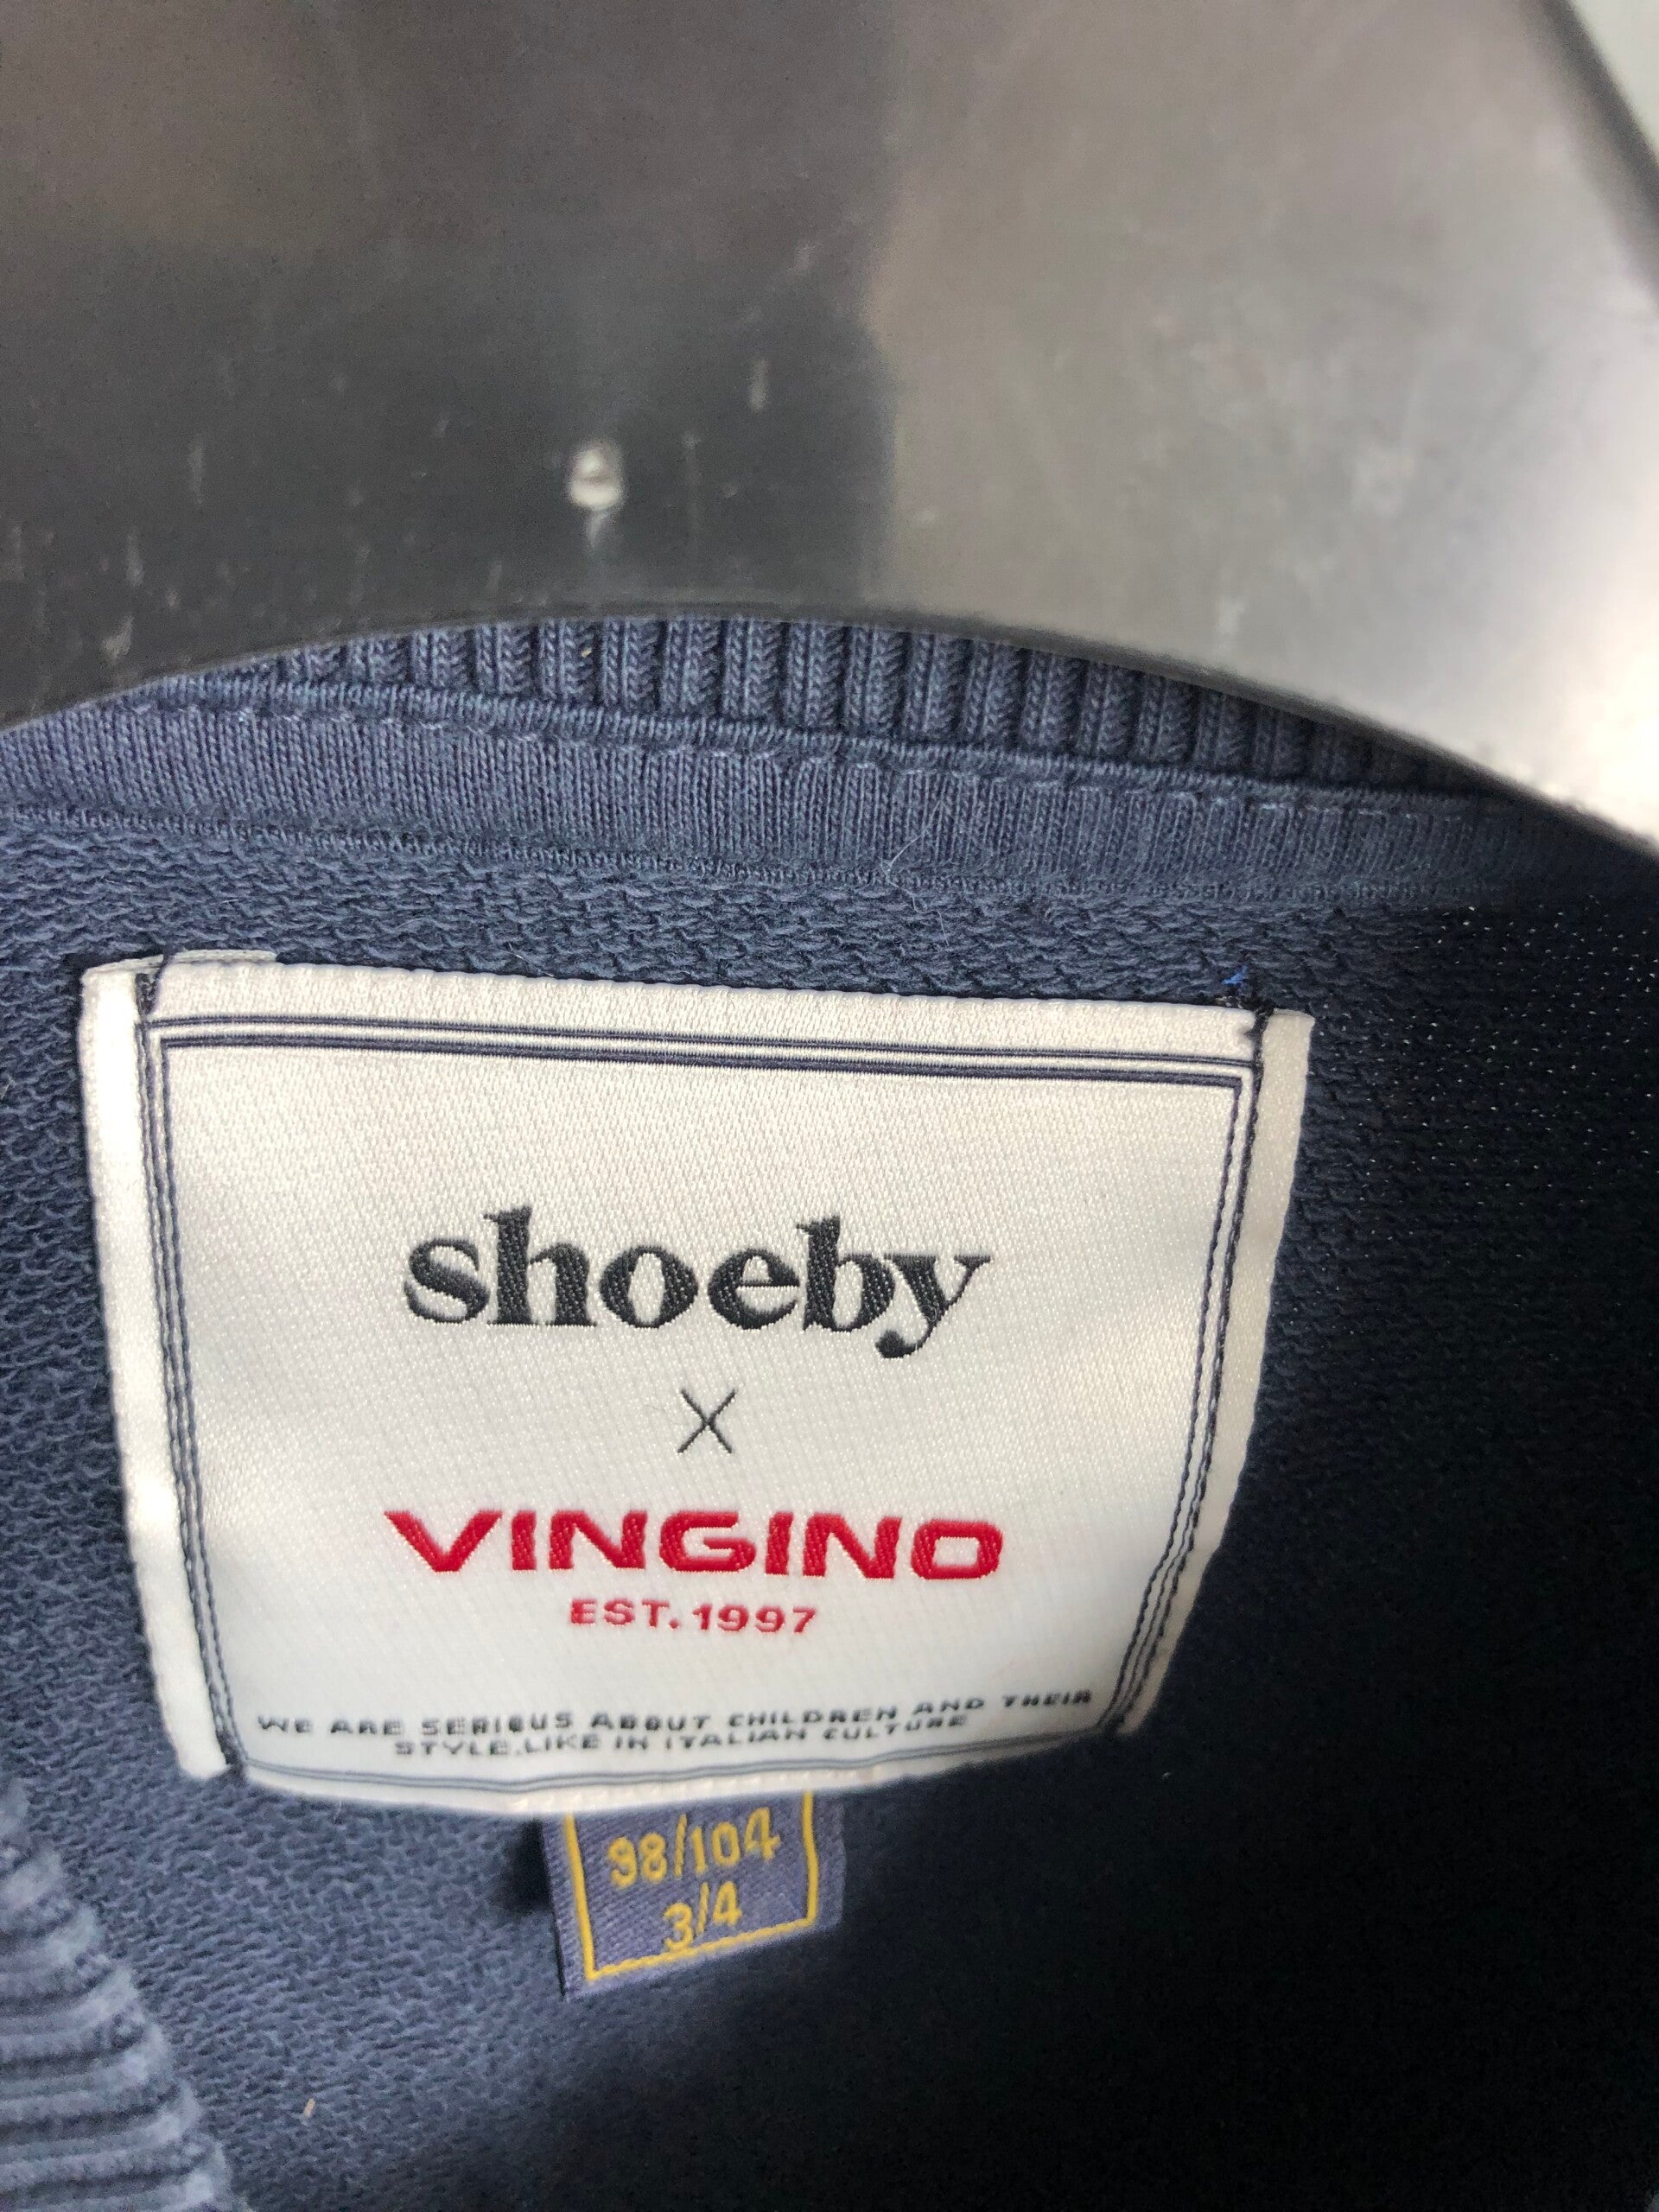 shoeby
X
VINGINO
EST. 1997
WE ARE SERIOUS ABOUT CHILDREN AND THEIR
STYLE, LIKE IN ITALIAN CULTURE
98/104
3/4